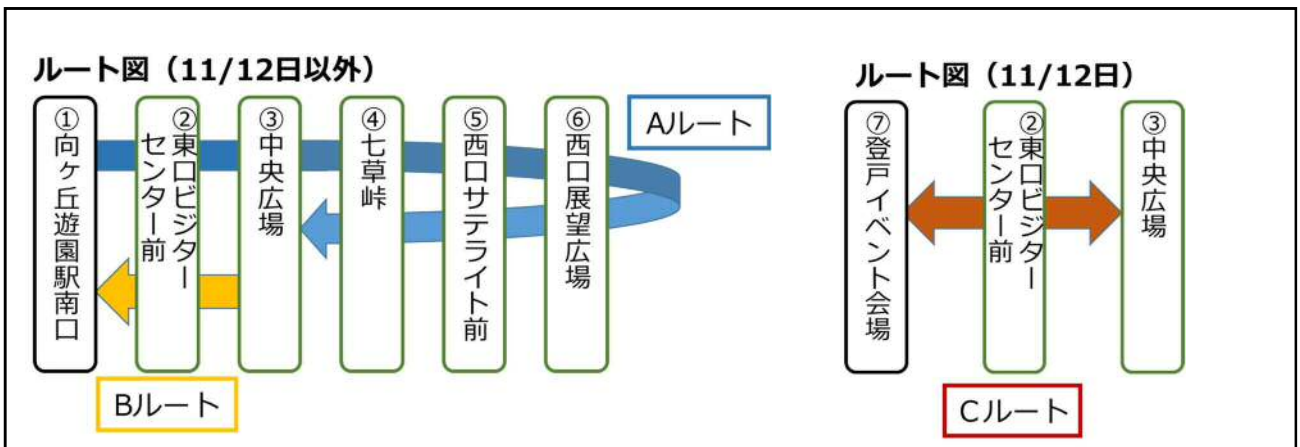 ルート図（11/12日以外）
①向ヶ丘遊園駅南口
②東口ビジター
センター前
③中央広場
④七草峠
⑤西口サテライト前
⑥西口展望広場
Aルート
Bルート
ルート図（11/12日）
⑦登戸イベント会場
②東口ビジター
センター前
③中央広場
Cルート